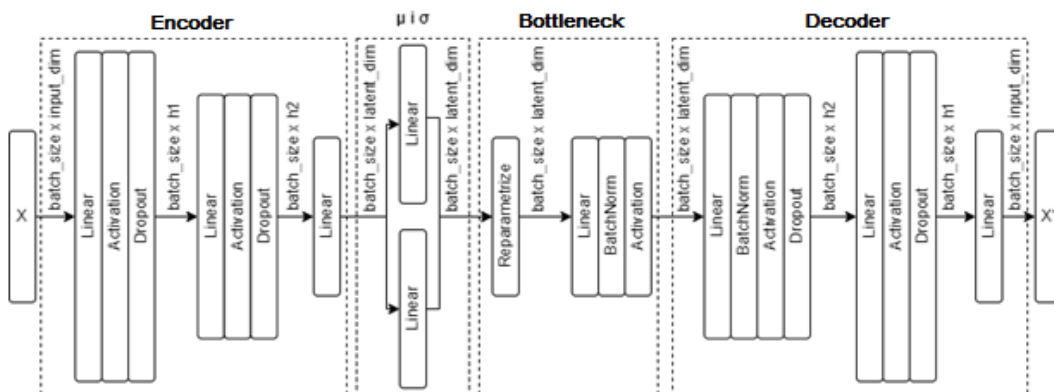 Encoder
μ i σ
Bottleneck
Decoder
X
batch_size x input_dim
Linear
Activation
Dropout
batch_size x h1
Linear
Activation
Dropout
batch_size x h2
Linear
batch_size x latent_dim
Linear
Linear
batch_size x latent_dim
Reparametrize
batch_size x latent_dim
Linear
BatchNorm
Activation
batch_size x latent_dim
Linear
BatchNorm
Activation
Dropout
batch_size x h2
Linear
Activation
Dropout
batch_size x h1
Linear
batch_size x input_dim
X'